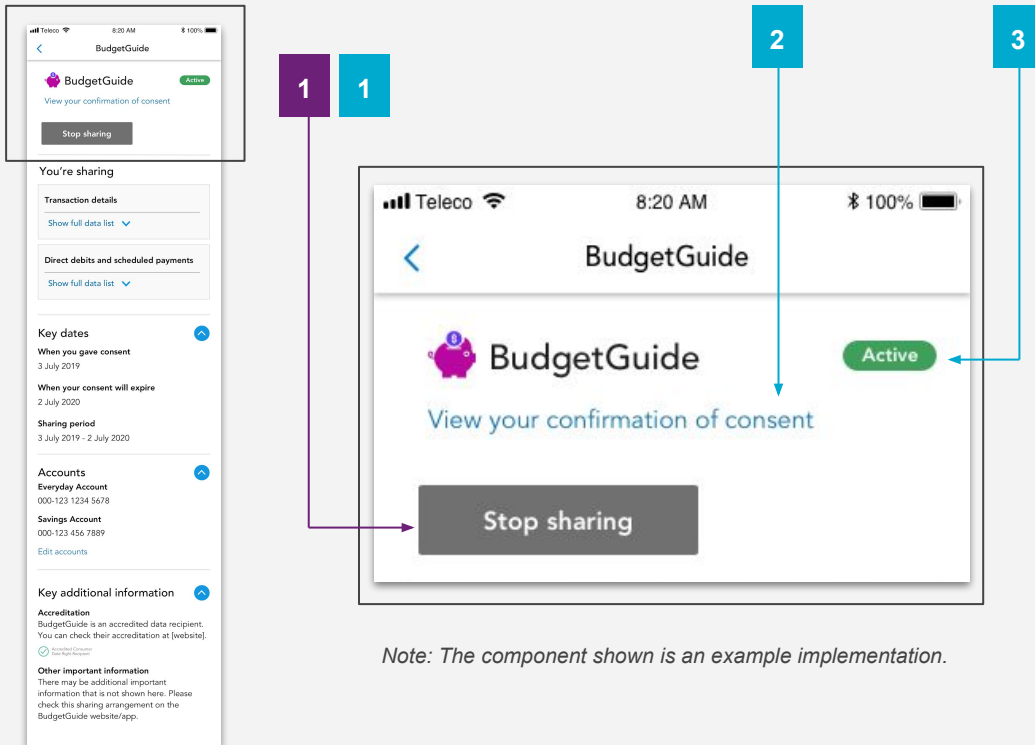 Teleco 8:20 AM 100%
BudgetGuide
BudgetGuide Active
View your confirmation of consent
Stop sharing
You're sharing
Transaction details
Show full data list
Direct debits and scheduled payments
Show full data list
Key dates
When you gave consent
3 July 2019
When your consent will expire
2 July 2020
Sharing period
3 July 2019 - 2 July 2020
Accounts
Everyday Account
000-123 1234 5678
Savings Account
000-123 456 7889
Edit accounts
Key additional information
Accreditation
BudgetGuide is an accredited data recipient.
You can check their accreditation at [website].
Accredited Consumer
Data Right Recipient
Other important information
There may be additional important
information that is not shown here. Please
check this sharing arrangement on the
BudgetGuide website/app.
1 1
2
3
Teleco 8:20 AM 100%
BudgetGuide
BudgetGuide Active
View your confirmation of consent
Stop sharing
Note: The component shown is an example implementation.